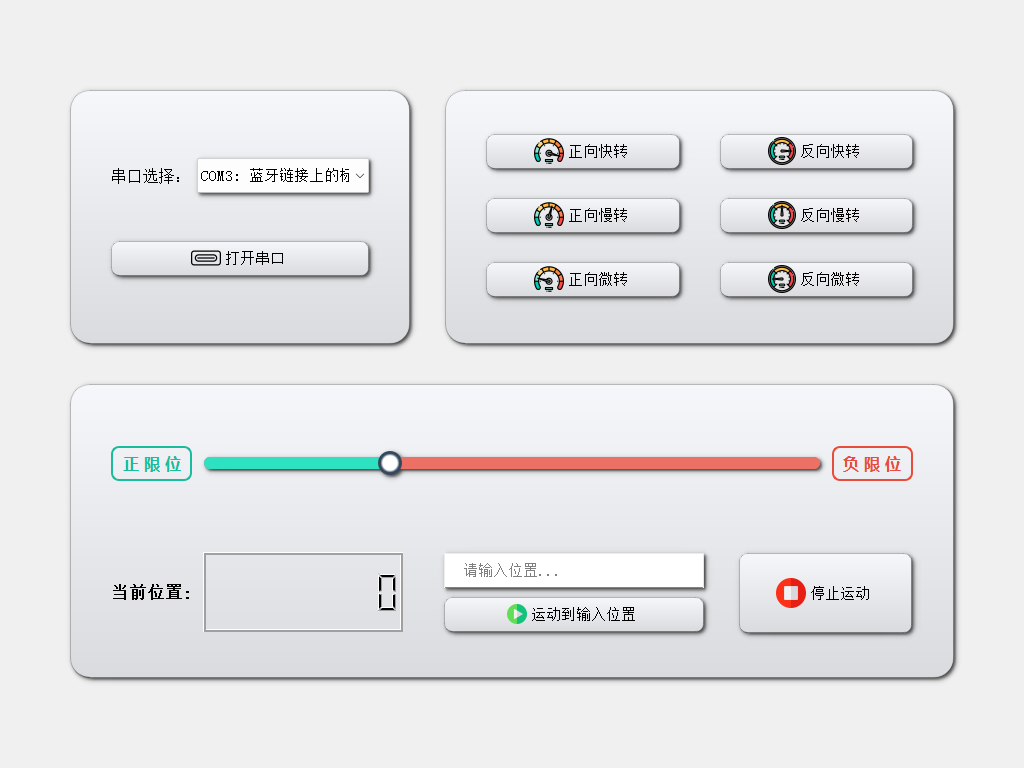 串口选择：
COM3: 蓝牙链接上的标
打开串口
正向快转
反向快转
正向慢转
反向慢转
正向微转
反向微转
正限位
负限位
当前位置：
0
请输入位置...
运动到输入位置
停止运动